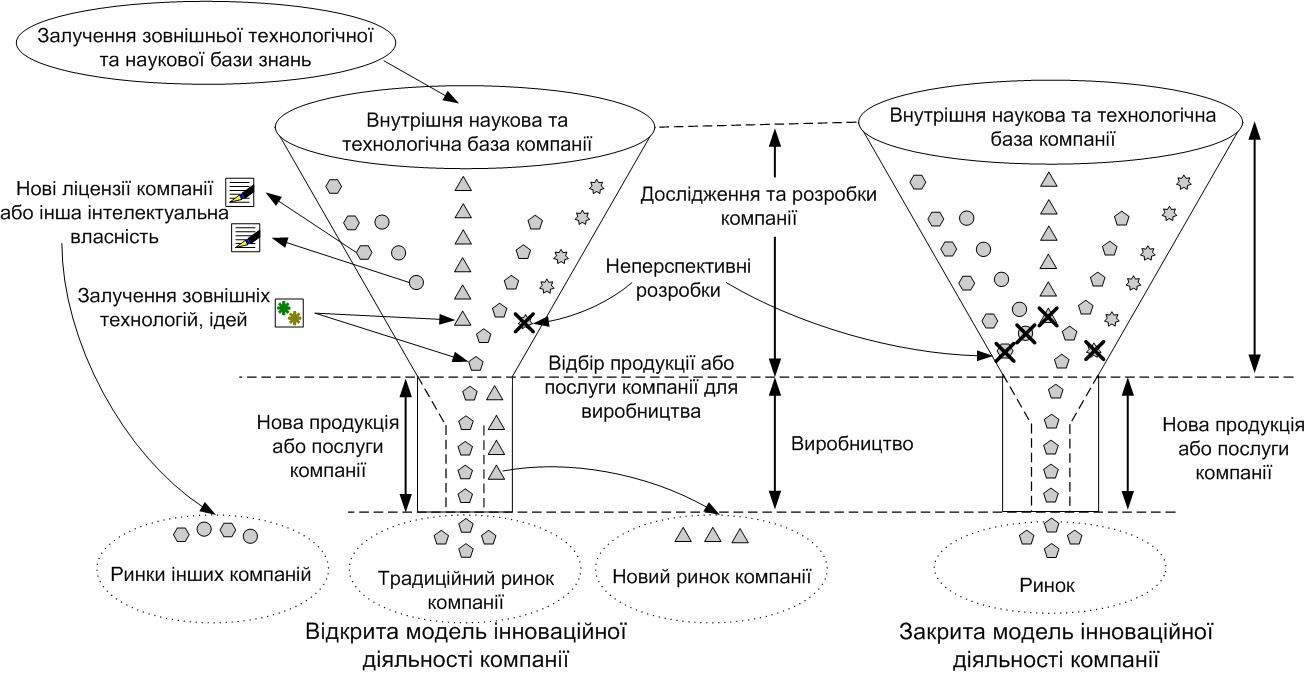 Залучення зовнішньої технологічної
та наукової бази знань
Внутрішня наукова та
технологічна база компанії
Внутрішня наукова та технологічна
база компанії
Нові ліцензії компанії
або інша інтелектуальна
власність
Дослідження та розробки
компанії
Неперспективні
розробки
Залучення зовнішніх
технологій, ідей
Відбір продукції або
послуги компанії для
виробництва
Нова продукція
або послуги
компанії
Виробництво
Нова продукція
або послуги
компанії
Ринки інших компаній
Традиційний ринок
компанії
Новий ринок компанії
Ринок
Відкрита модель інноваційної
діяльності компанії
Закрита модель інноваційної
діяльності компанії